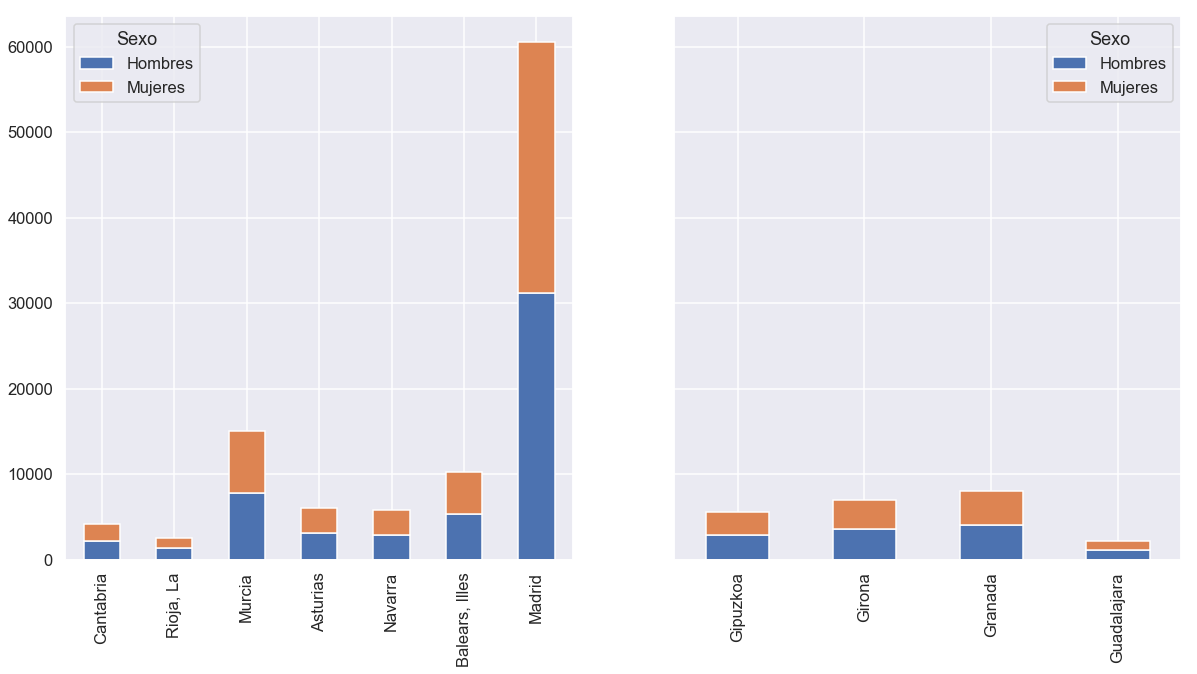 Sexo
Hombres
Mujeres
60000
50000
40000
30000
20000
10000
0
Cantabria
Rioja, La
Murcia
Asturias
Navarra
Balears, Illes
Madrid
Sexo
Hombres
Mujeres
Gipuzkoa
Girona
Granada
Guadalajara